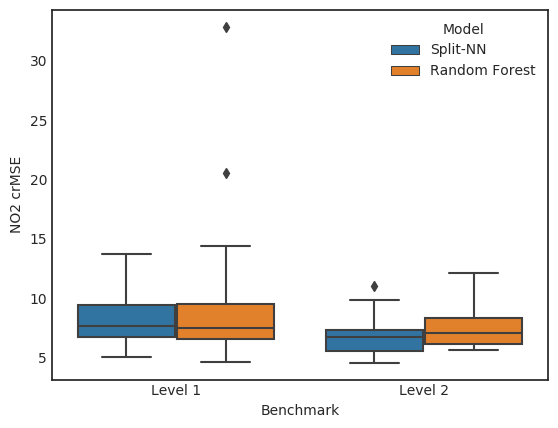 Model
Split-NN
Random Forest
NO2 crMSE
30
25
20
15
10
5
Level 1
Level 2
Benchmark